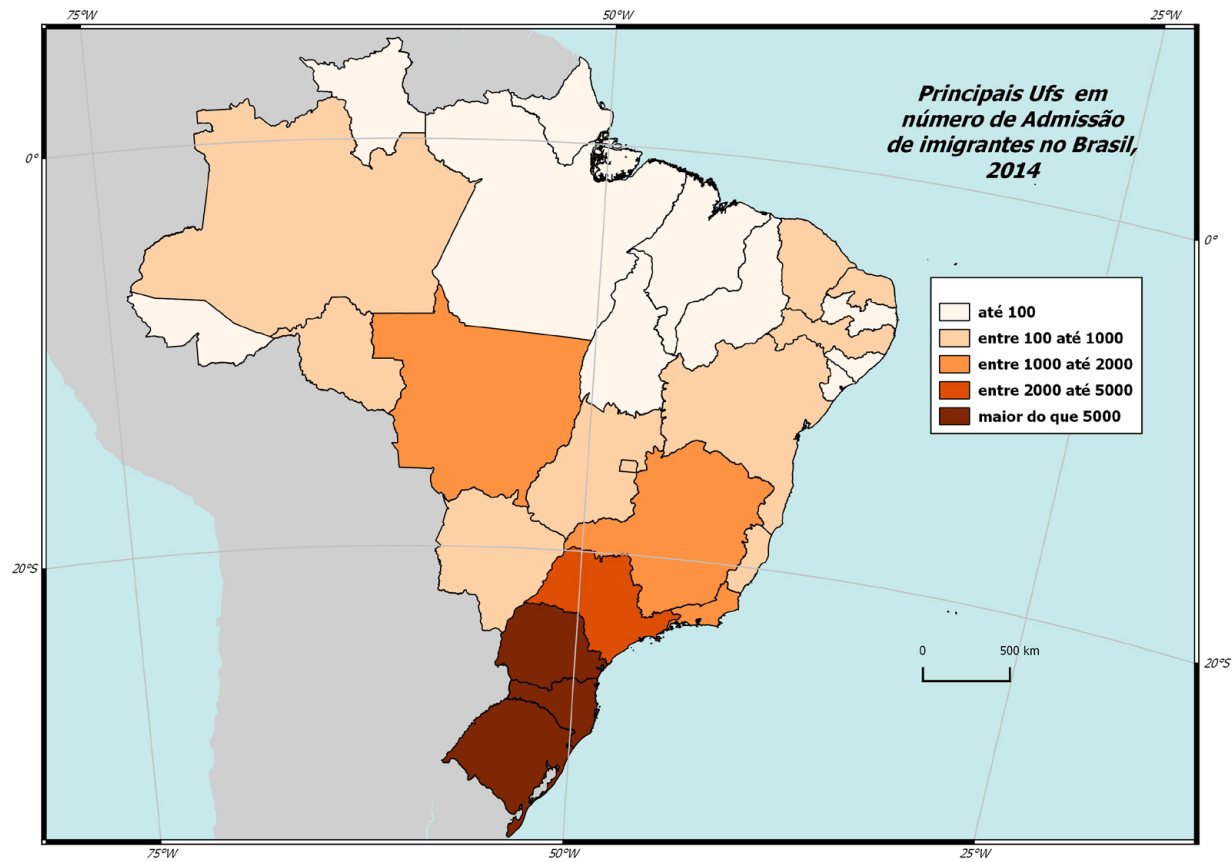 75°W 50°W 25°W
Principais Ufs em
número de Admissão
de imigrantes no Brasil,
2014
0°
0°
até 100
entre 100 até 1000
entre 1000 até 2000
entre 2000 até 5000
maior do que 5000
20°S
0 500 km
20°S
75°W 50°W 25°W